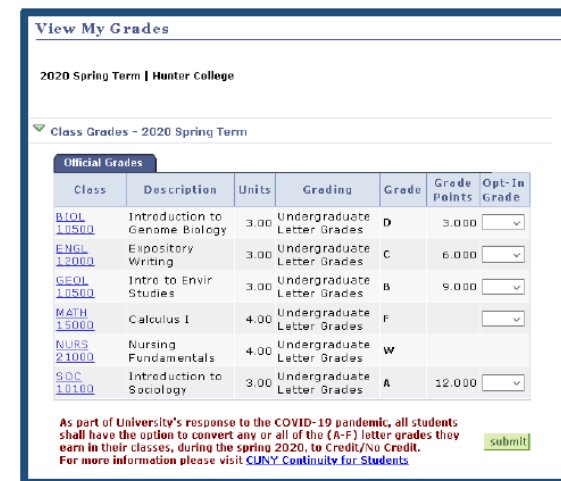 View My Grades
2020 Spring Term | Hunter College
Class Grades - 2020 Spring Term
Official Grades
Class Description Units Grading Grade Grade Points Opt-In Grade
BIOL 10500 Introduction to Genome Biology 3.00 Undergraduate Letter Grades D 3.000
ENGL 12000 Expository Writing 3.00 Undergraduate Letter Grades C 6.000
GEOL 10500 Intro to Envir Studies 3.00 Undergraduate Letter Grades B 9.000
MATH 15000 Calculus I 4.00 Undergraduate Letter Grades F
NURS 21000 Nursing Fundamentals 4.00 Undergraduate Letter Grades W
SOC 10100 Introduction to Sociology 3.00 Undergraduate Letter Grades A 12.000
As part of University's response to the COVID-19 pandemic, all students
shall have the option to convert any or all of the (A-F) letter grades they
earn in their classes, during the spring 2020, to Credit/No Credit.
For more information please visit CUNY Continuity for Students
submit